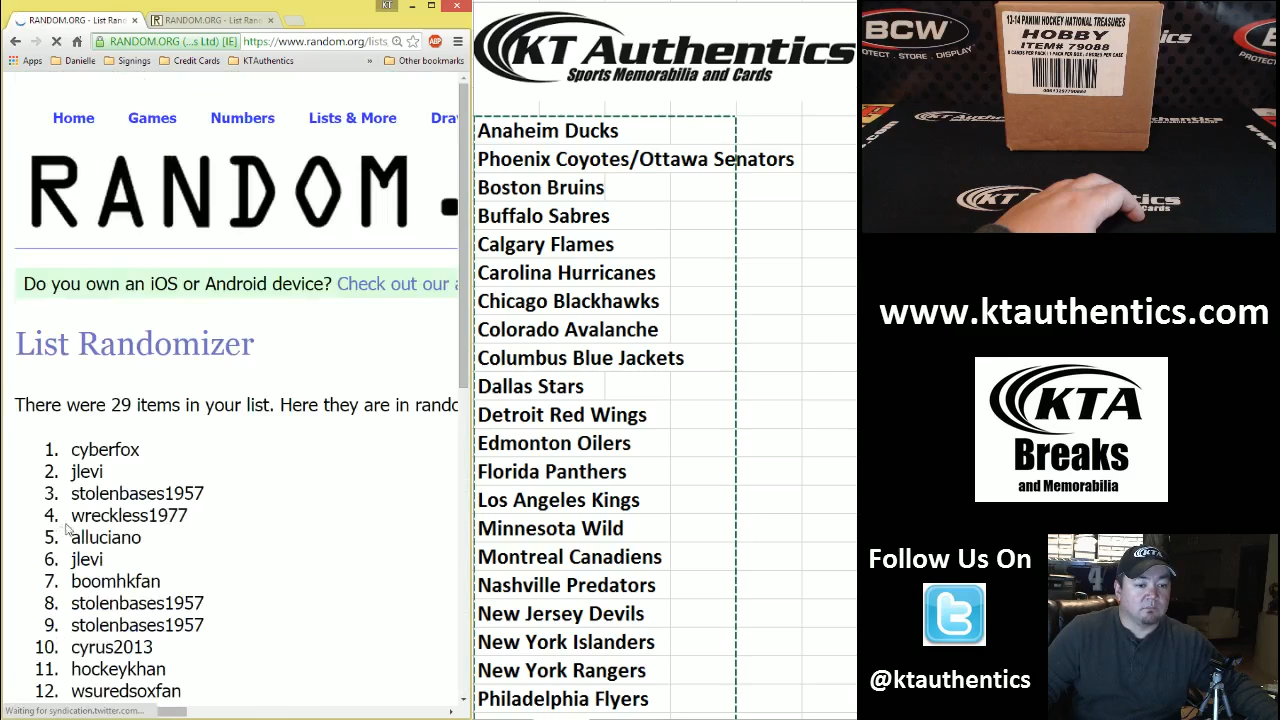 KT
RANDOM.ORG - List Ran
RANDOM.ORG - List Rand
RANDOM.ORG (...s Ltd) [IE]
https://www.random.org/lists
ABP
Apps
Danielle
Signings
Credit Cards
KTAuthentics
»
Other bookmarks
Home
Games
Numbers
Lists & More
Dra
RANDOM.
Do you own an iOS or Android device? Check out our a
List Randomizer
There were 29 items in your list. Here they are in rando
1. cyberfox
2. jlevi
3. stolenbases1957
4. wreckless1977
5. alluciano
6. jlevi
7. boomhkfan
8. stolenbases1957
9. stolenbases1957
10. cyrus2013
11. hockeykhan
12. wsuredsoxfan
Waiting for syndication.twitter.com...
KT Authentics
Sports Memorabilia and Cards
Anaheim Ducks
Phoenix Coyotes/Ottawa Senators
Boston Bruins
Buffalo Sabres
Calgary Flames
Carolina Hurricanes
Chicago Blackhawks
Colorado Avalanche
Columbus Blue Jackets
Dallas Stars
Detroit Red Wings
Edmonton Oilers
Florida Panthers
Los Angeles Kings
Minnesota Wild
Montreal Canadiens
Nashville Predators
New Jersey Devils
New York Islanders
New York Rangers
Philadelphia Flyers
BCW
PROTECT . STORE . DISPLAY
13-14 PANINI HOCKEY NATIONAL TREASURES
HOBBY
ITEM# 79088
www.ktauthentics.com
KTA
Breaks
and Memorabilia
Follow Us On
t
@ktauthentics